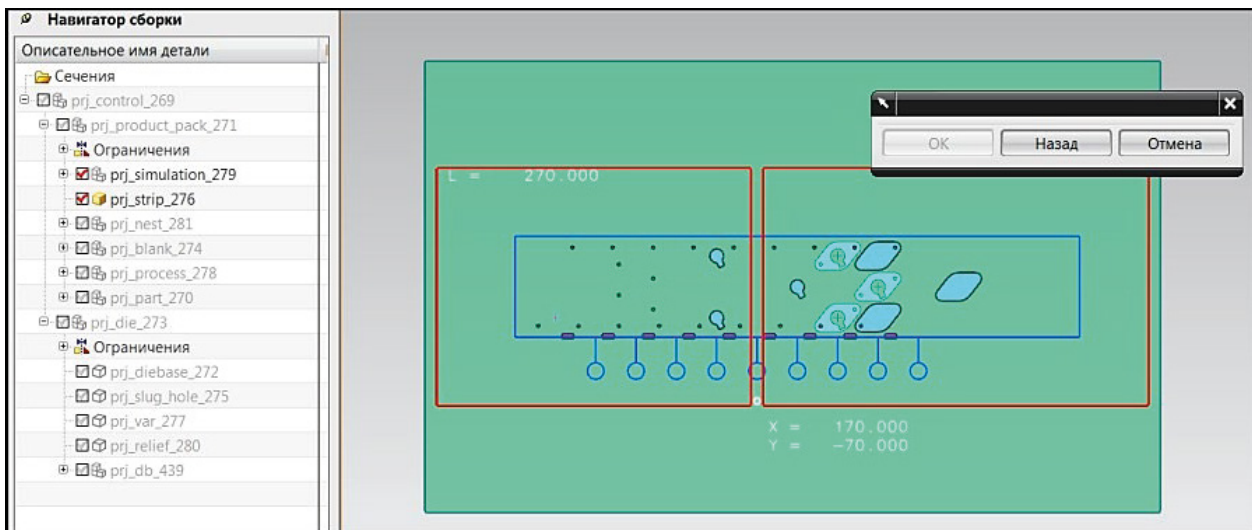 Навигатор сборки
Описательное имя детали
Сечения
prj_control_269
prj_product_pack_271
Ограничения
prj_simulation_279
prj_strip_276
prj_nest_281
prj_blank_274
prj_process_278
prj_part_270
prj_die_273
Ограничения
prj_diebase_272
prj_slug_hole_275
prj_var_277
prj_relief_280
prj_db_439
OK
Назад
Отмена
L = 270.000
X = 170.000
Y = -70.000